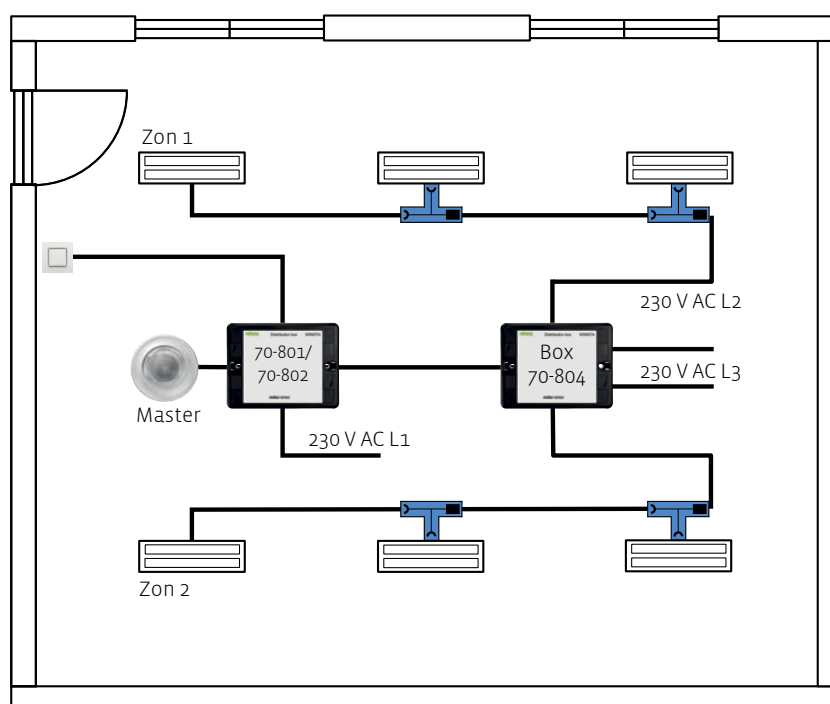 Zon 1
230 V AC L2
70-801/
70-802
Box
70-804
230 V AC L3
Master
230 V AC L1
Zon 2